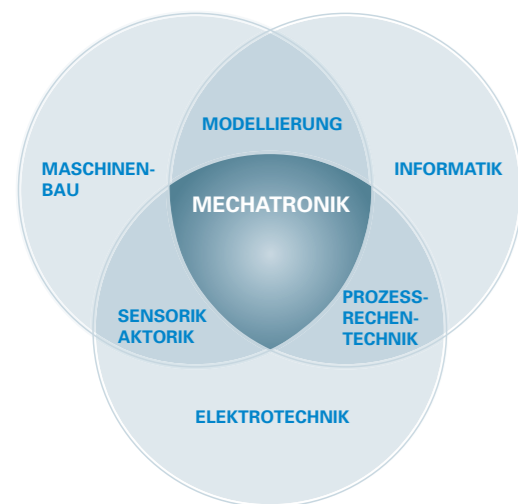 MODELLIERUNG
MASCHINEN-
BAU
INFORMATIK
MECHATRONIK
SENSORIK
AKTORIK
PROZESS-
RECHEN-
TECHNIK
ELEKTROTECHNIK